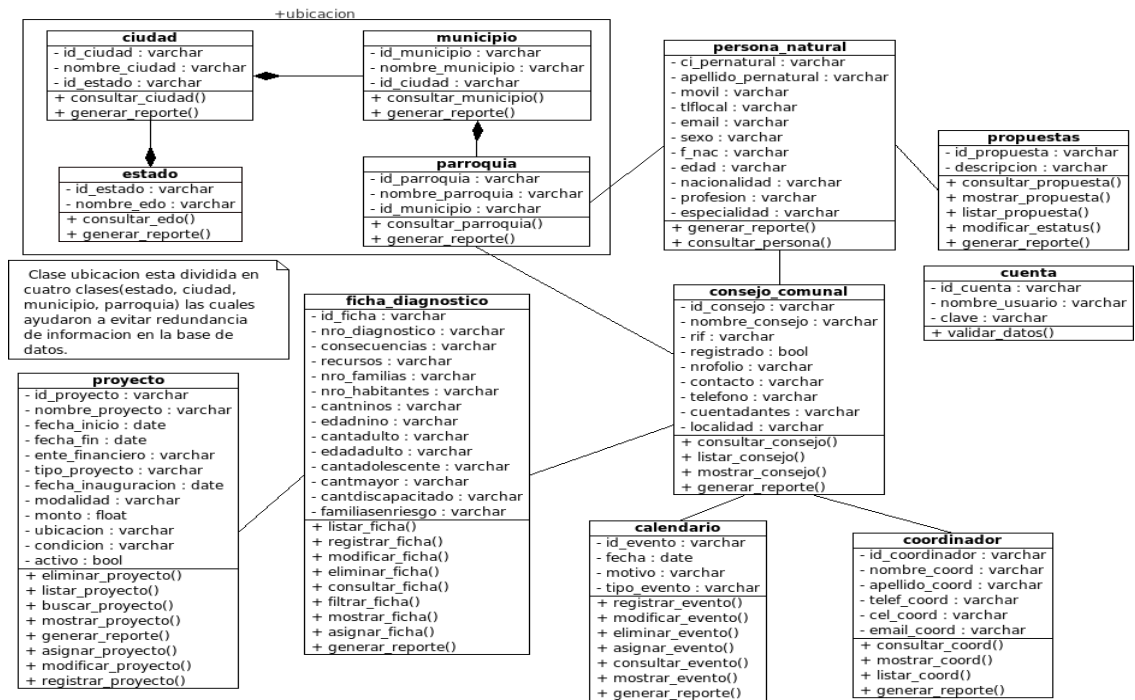 +ubicacion
ciudad
- id_ciudad : varchar
- nombre_ciudad : varchar
- id_estado : varchar
+ consultar_ciudad()
+ generar_reporte()
municipio
- id_municipio : varchar
- nombre_municipio : varchar
- id_ciudad : varchar
+ consultar_municipio()
+ generar_reporte()
estado
- id_estado : varchar
- nombre_edo : varchar
+ consultar_edo()
+ generar_reporte()
parroquia
- id_parroquia : varchar
- nombre_parroquia : varchar
- id_municipio : varchar
+ consultar_parroquia()
+ generar_reporte()
persona_natural
- ci_pernatural : varchar
- apellido_pernatural : varchar
- movil : varchar
- tlflocal : varchar
- email : varchar
- sexo : varchar
- f_nac : varchar
- edad : varchar
- nacionalidad : varchar
- profesion : varchar
- especialidad : varchar
+ generar_reporte()
+ consultar_persona()
propuestas
- id_propuesta : varchar
- descripcion : varchar
+ consultar_propuesta()
+ mostrar_propuesta()
+ listar_propuesta()
+ modificar_estatus()
+ generar_reporte()
Clase ubicacion esta dividida en
cuatro clases(estado, ciudad,
municipio, parroquia) las cuales
ayudaron a evitar redundancia
de informacion en la base de
datos.
cuenta
- id_cuenta : varchar
- nombre_usuario : varchar
- clave : varchar
+ validar_datos()
ficha_diagnostico
- id_ficha : varchar
- nro_diagnostico : varchar
- consecuencias : varchar
- recursos : varchar
- nro_familias : varchar
- nro_habitantes : varchar
- cantninos : varchar
- edadnino : varchar
- cantadulto : varchar
- edadadulto : varchar
- cantadolescente : varchar
- cantmayor : varchar
- cantdiscapacitado : varchar
- familiasenriesgo : varchar
+ listar_ficha()
+ registrar_ficha()
+ modificar_ficha()
+ eliminar_ficha()
+ consultar_ficha()
+ filtrar_ficha()
+ mostrar_ficha()
+ asignar_ficha()
+ generar_reporte()
consejo_comunal
- id_consejo : varchar
- nombre_consejo : varchar
- rif : varchar
- registrado : bool
- nrofolio : varchar
- contacto : varchar
- telefono : varchar
- cuentadantes : varchar
- localidad : varchar
+ consultar_consejo()
+ listar_consejo()
+ mostrar_consejo()
+ generar_reporte()
proyecto
- id_proyecto : varchar
- nombre_proyecto : varchar
- fecha_inicio : date
- fecha_fin : date
- ente_financiero : varchar
- tipo_proyecto : varchar
- fecha_inauguracion : date
- modalidad : varchar
- monto : float
- ubicacion : varchar
- condicion : varchar
- activo : bool
+ eliminar_proyecto()
+ listar_proyecto()
+ buscar_proyecto()
+ mostrar_proyecto()
+ generar_reporte()
+ asignar_proyecto()
+ modificar_proyecto()
+ registrar_proyecto()
calendario
- id_evento : varchar
- fecha : date
- motivo : varchar
- tipo_evento : varchar
+ registrar_evento()
+ modificar_evento()
+ eliminar_evento()
+ asignar_evento()
+ consultar_evento()
+ mostrar_evento()
+ generar_reporte()
coordinador
- id_coordinador : varchar
- nombre_coord : varchar
- apellido_coord : varchar
- telef_coord : varchar
- cel_coord : varchar
- email_coord : varchar
+ consultar_coord()
+ mostrar_coord()
+ listar_coord()
+ generar_reporte()